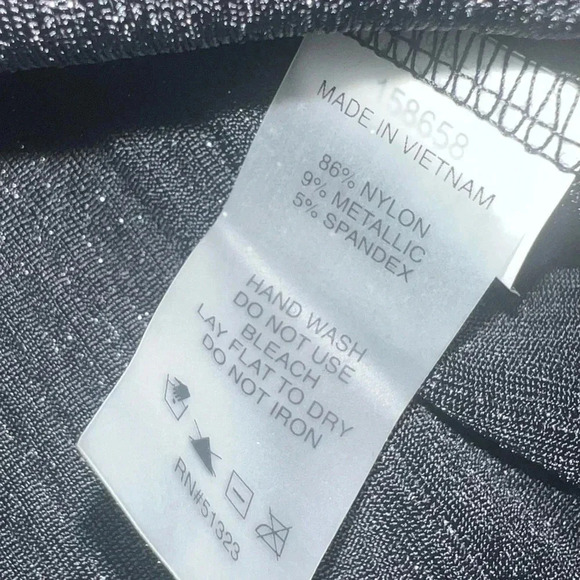 158658
MADE IN VIETNAM
86% NYLON
9% METALLIC
5% SPANDEX
HAND WASH
DO NOT USE
BLEACH
LAY FLAT TO DRY
DO NOT IRON
RN#51323